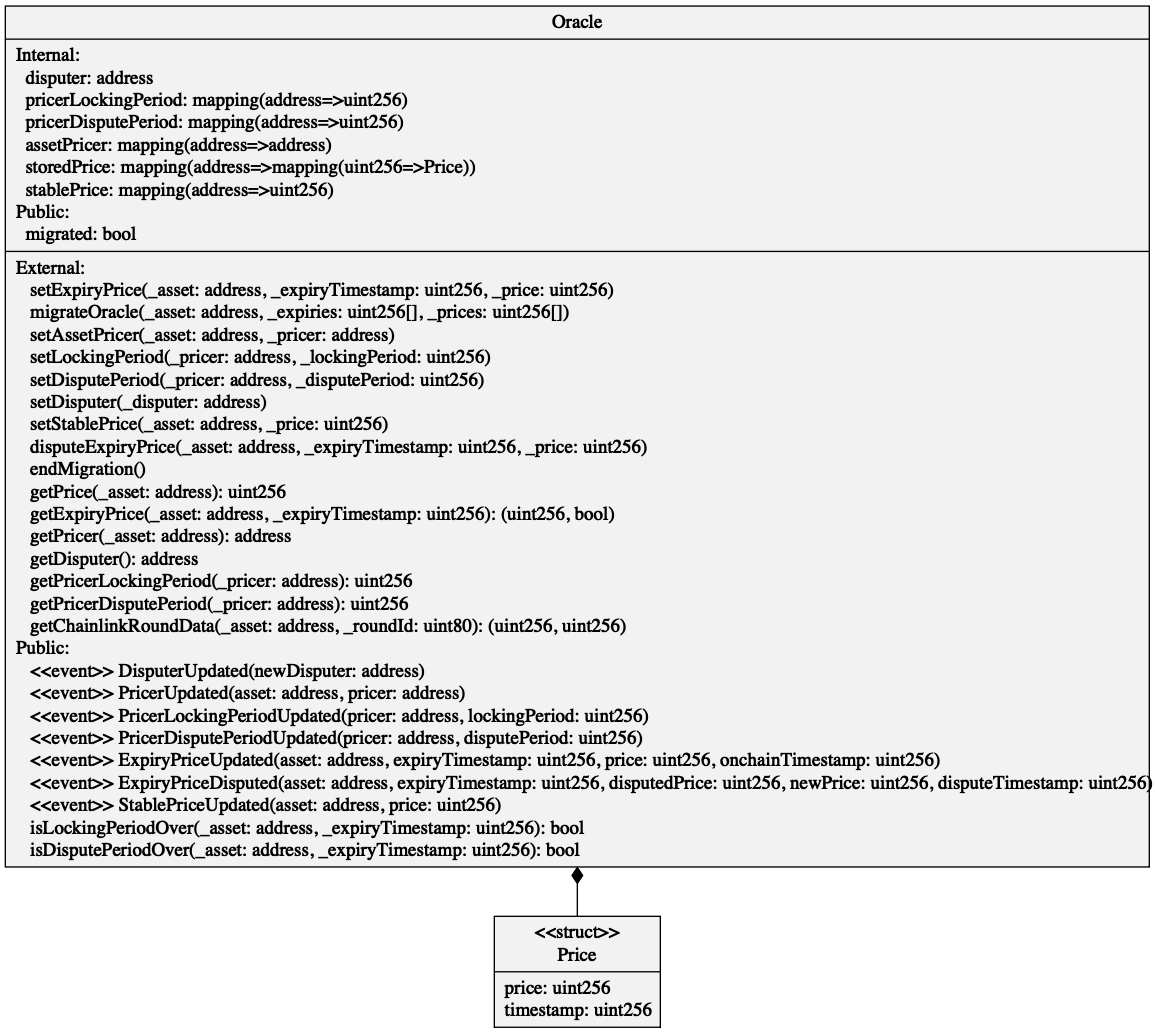 Oracle
Internal:
disputer: address
pricerLockingPeriod: mapping(address=>uint256)
pricerDisputePeriod: mapping(address=>uint256)
assetPricer: mapping(address=>address)
storedPrice: mapping(address=>mapping(uint256=>Price))
stablePrice: mapping(address=>uint256)
Public:
migrated: bool
External:
setExpiryPrice(_asset: address, _expiryTimestamp: uint256, _price: uint256)
migrateOracle(_asset: address, _expiries: uint256[], _prices: uint256[])
setAssetPricer(_asset: address, _pricer: address)
setLockingPeriod(_pricer: address, _lockingPeriod: uint256)
setDisputePeriod(_pricer: address, _disputePeriod: uint256)
setDisputer(_disputer: address)
setStablePrice(_asset: address, _price: uint256)
disputeExpiryPrice(_asset: address, _expiryTimestamp: uint256, _price: uint256)
endMigration()
getPrice(_asset: address): uint256
getExpiryPrice(_asset: address, _expiryTimestamp: uint256): (uint256, bool)
getPricer(_asset: address): address
getDisputer(): address
getPricerLockingPeriod(_pricer: address): uint256
getPricerDisputePeriod(_pricer: address): uint256
getChainlinkRoundData(_asset: address, _roundId: uint80): (uint256, uint256)
Public:
<<event>> DisputerUpdated(newDisputer: address)
<<event>> PricerUpdated(asset: address, pricer: address)
<<event>> PricerLockingPeriodUpdated(pricer: address, lockingPeriod: uint256)
<<event>> PricerDisputePeriodUpdated(pricer: address, disputePeriod: uint256)
<<event>> ExpiryPriceUpdated(asset: address, expiryTimestamp: uint256, price: uint256, onchainTimestamp: uint256)
<<event>> ExpiryPriceDisputed(asset: address, expiryTimestamp: uint256, disputedPrice: uint256, newPrice: uint256, disputeTimestamp: uint256)
<<event>> StablePriceUpdated(asset: address, price: uint256)
isLockingPeriodOver(_asset: address, _expiryTimestamp: uint256): bool
isDisputePeriodOver(_asset: address, _expiryTimestamp: uint256): bool
<<struct>>
Price
price: uint256
timestamp: uint256